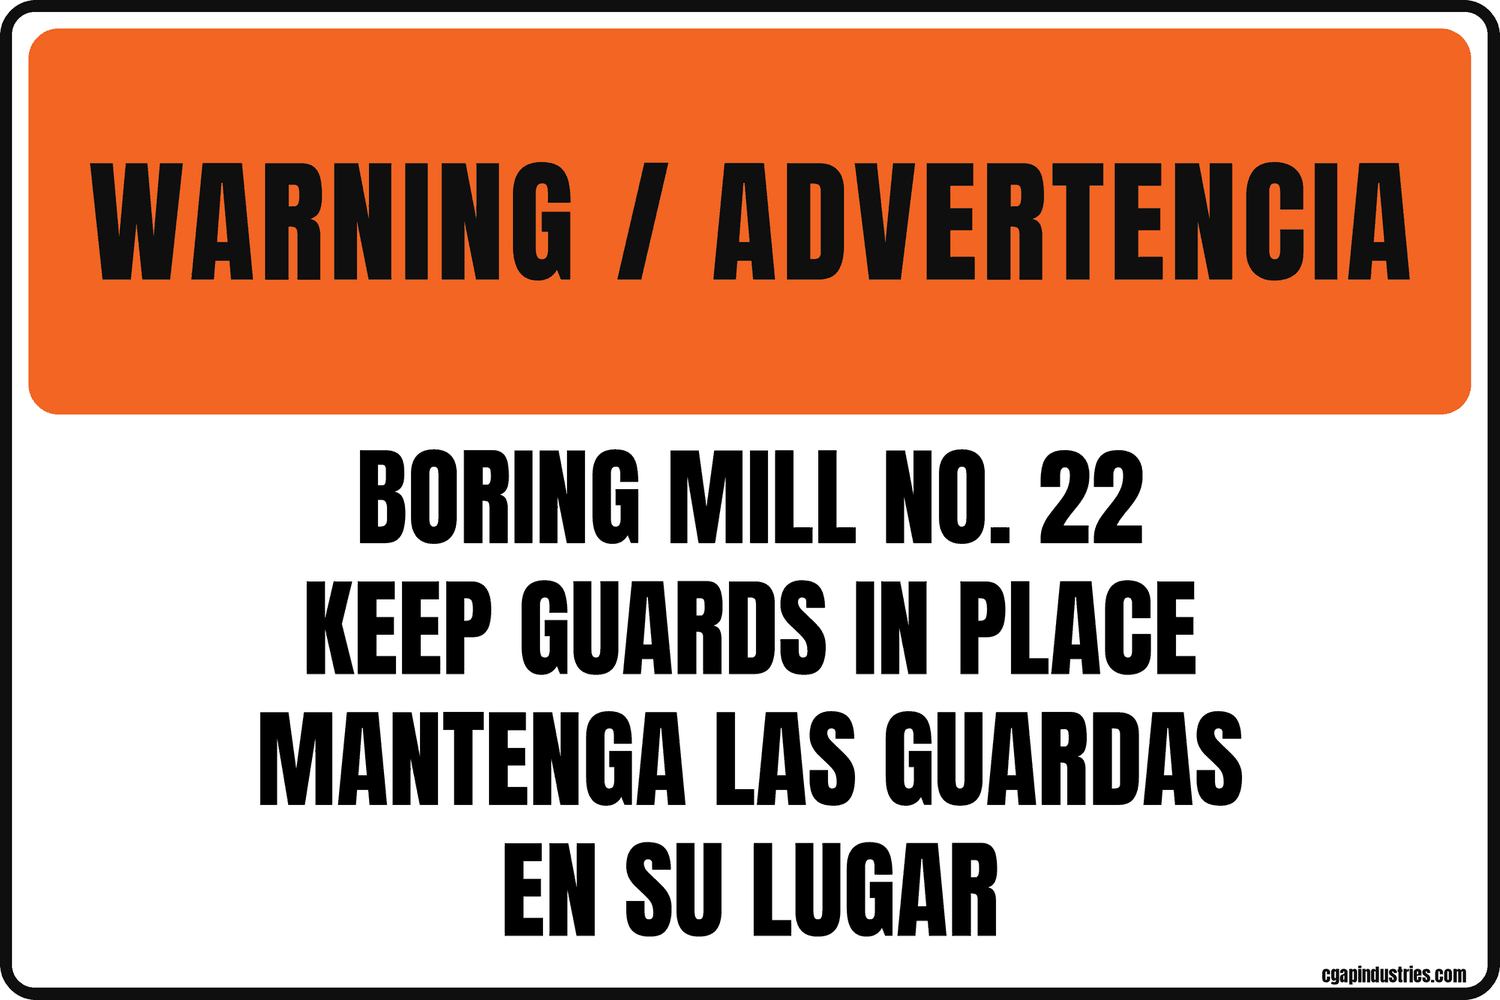 WARNING / ADVERTENCIA
BORING MILL NO. 22
KEEP GUARDS IN PLACE
MANTENGA LAS GUARDAS
EN SU LUGAR
cgapindustries.com